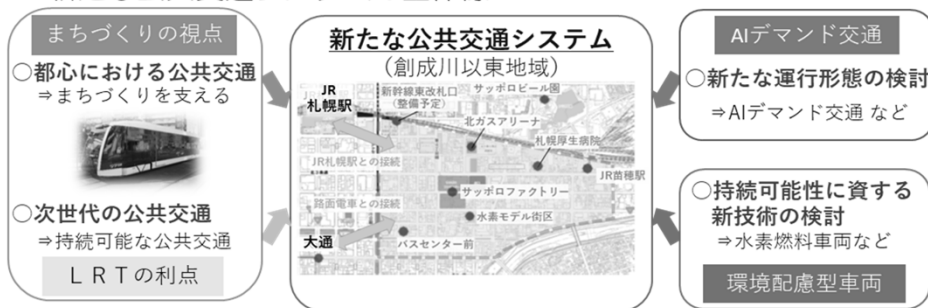 まちづくりの視点
○都心における公共交通
⇒まちづくりを支える
○次世代の公共交通
⇒持続可能な公共交通
ＬＲＴの利点
新たな公共交通システム
(創成川以東地域)
JR
札幌駅
新幹線東改札口
(整備予定)
サッポロビール園
北ガスアリーナ
札幌厚生病院
JR札幌駅との接続
JR苗穂駅
サッポロファクトリー
路面電車との接続
水素モデル街区
大通
バスセンター前
AIデマンド交通
○新たな運行形態の検討
⇒AIデマンド交通 など
○持続可能性に資する
新技術の検討
⇒水素燃料車両など
環境配慮型車両